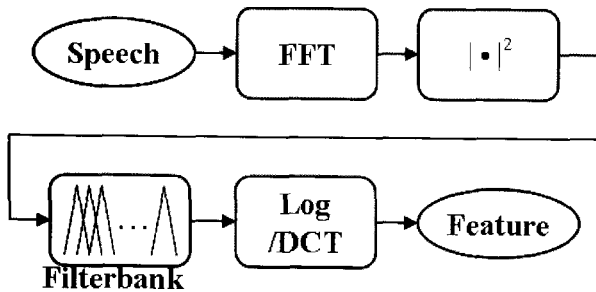 Speech
FFT
|•|²
...
Filterbank
Log
/DCT
Feature